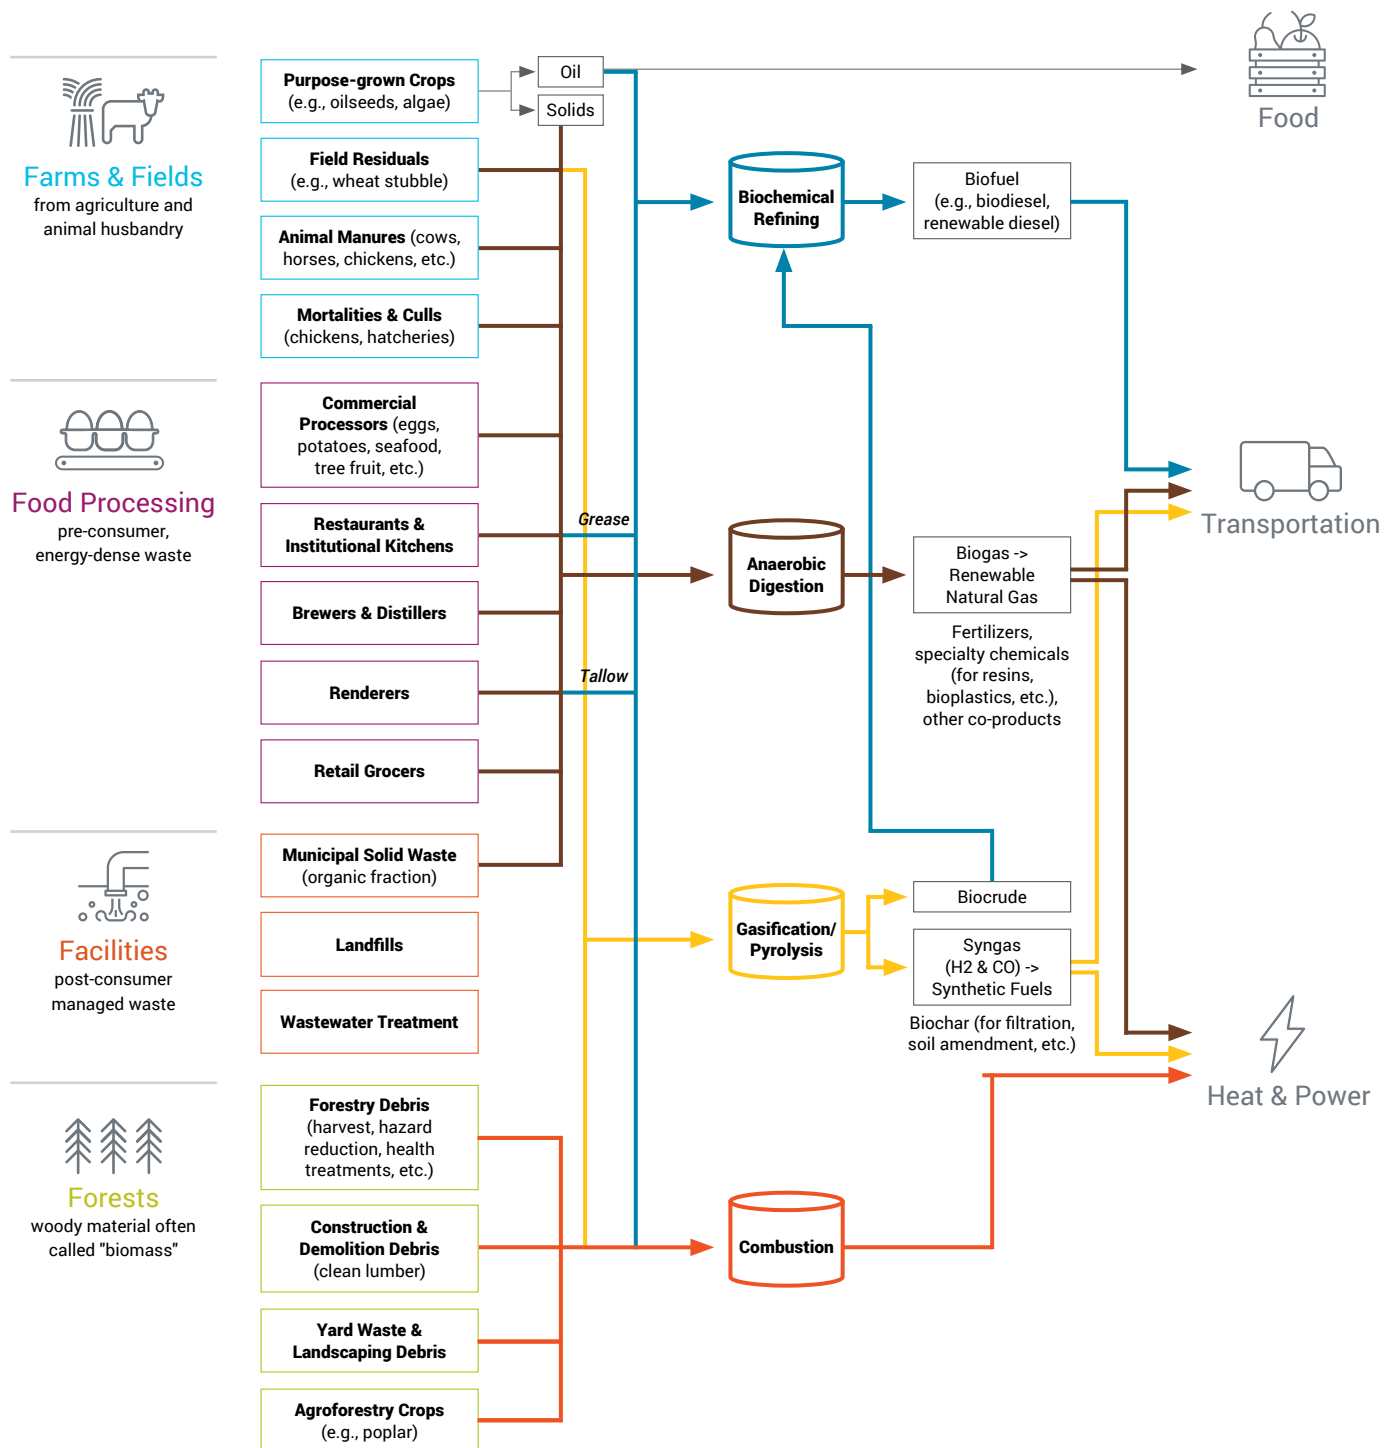 Farms & Fields
from agriculture and
animal husbandry
Purpose-grown Crops
(e.g., oilseeds, algae)
Oil
Solids
Food
Field Residuals
(e.g., wheat stubble)
Animal Manures (cows,
horses, chickens, etc.)
Mortalities & Culls
(chickens, hatcheries)
Biochemical
Refining
Biofuel
(e.g., biodiesel,
renewable diesel)
Food Processing
pre-consumer,
energy-dense waste
Commercial
Processors (eggs,
potatoes, seafood,
tree fruit, etc.)
Restaurants &
Institutional Kitchens
Grease
Brewers & Distillers
Renderers
Tallow
Retail Grocers
Anaerobic
Digestion
Biogas ->
Renewable
Natural Gas
Fertilizers,
specialty chemicals
(for resins,
bioplastics, etc.),
other co-products
Transportation
Facilities
post-consumer
managed waste
Municipal Solid Waste
(organic fraction)
Landfills
Wastewater Treatment
Gasification/
Pyrolysis
Biocrude
Syngas
(H2 & CO) ->
Synthetic Fuels
Biochar (for filtration,
soil amendment, etc.)
Heat & Power
Forests
woody material often
called "biomass"
Forestry Debris
(harvest, hazard
reduction, health
treatments, etc.)
Construction &
Demolition Debris
(clean lumber)
Yard Waste &
Landscaping Debris
Agroforestry Crops
(e.g., poplar)
Combustion